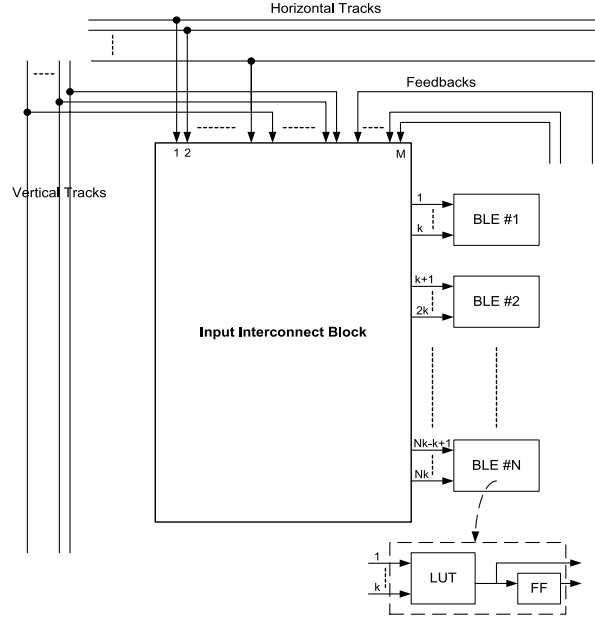 Horizontal Tracks
Feedbacks
1 2
M
Vertical Tracks
1
BLE #1
k
k+1
BLE #2
2k
Input Interconnect Block
Nk-k+1
BLE #N
Nk
1
LUT
k
FF